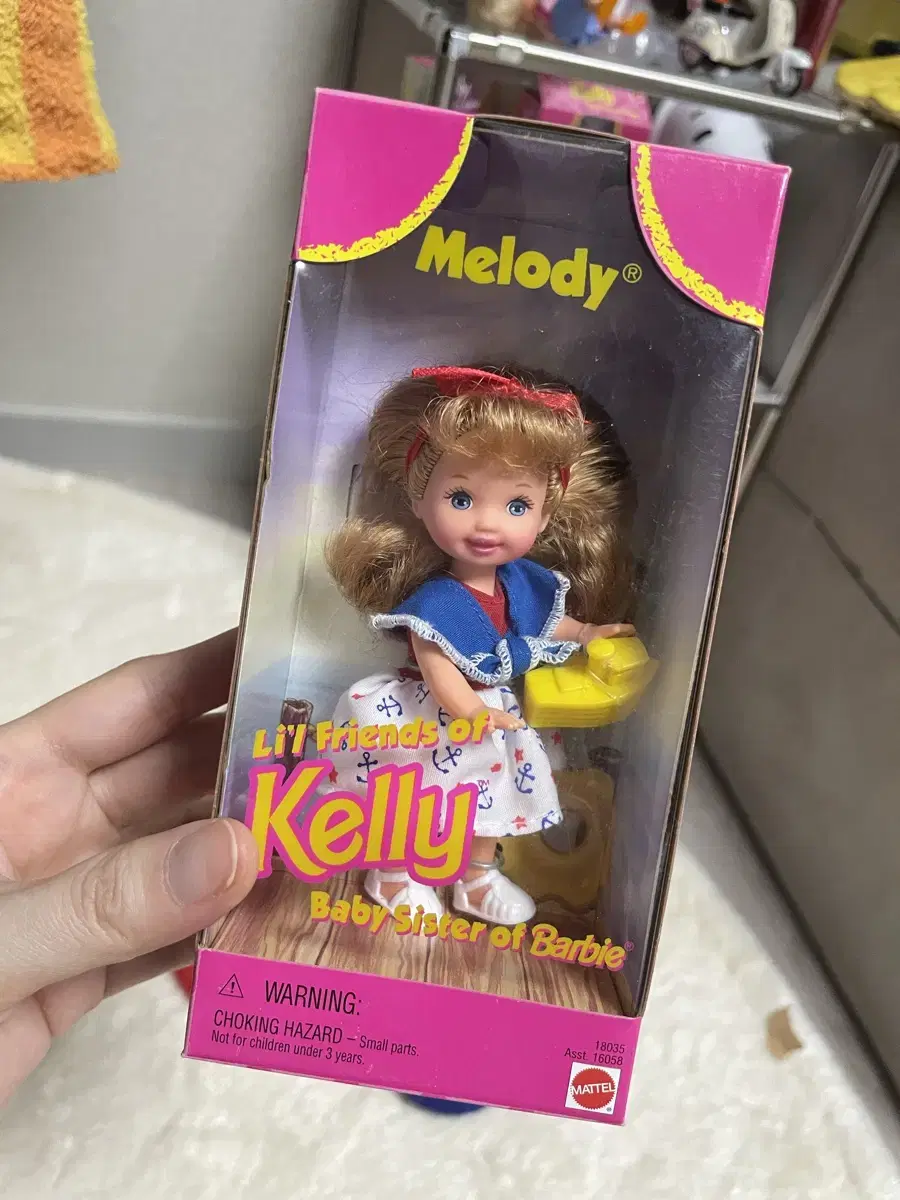 Melody®
Li'l Friends of
Kelly™
Baby Sister of Barbie®
WARNING:
CHOKING HAZARD – Small parts.
Not for children under 3 years.
18035
Asst. 16058
MATTEL